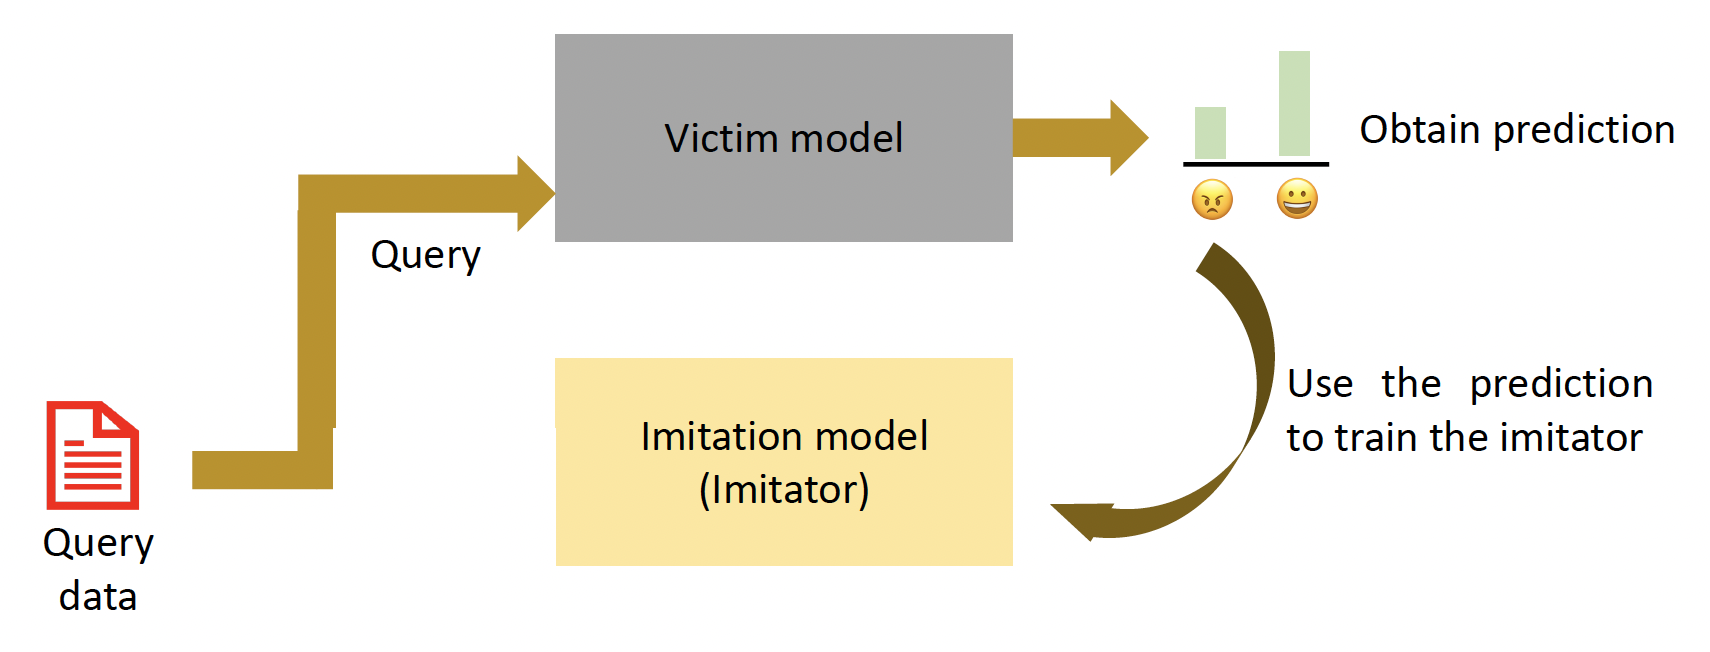 Victim model
Obtain prediction
Query
Use the prediction
to train the imitator
Imitation model
(Imitator)
Query
data